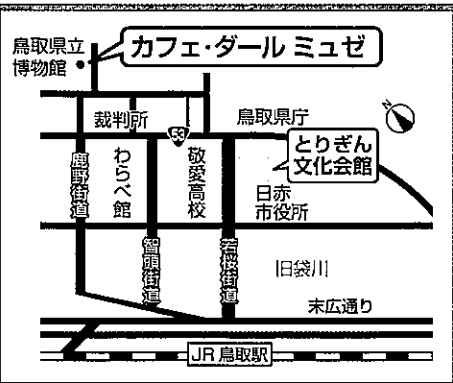 鳥取県立
博物館
カフェ・ダール ミュゼ
裁判所
53
鳥取県庁
N
とりぎん
文化会館
鹿野街道
わらべ館
敬愛高校
日赤
市役所
智頭街道
若桜街道
旧袋川
末広通り
JR 鳥取駅